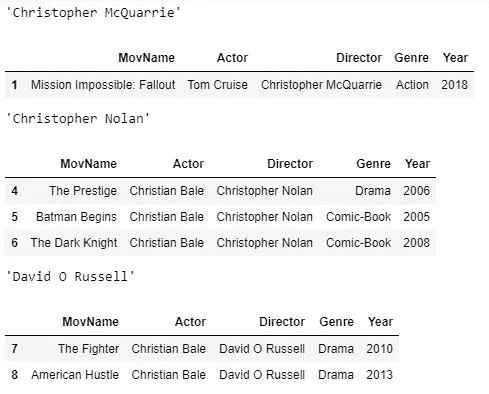 'Christopher McQuarrie'
MovName Actor Director Genre Year
1 Mission Impossible: Fallout Tom Cruise Christopher McQuarrie Action 2018
'Christopher Nolan'
MovName Actor Director Genre Year
4 The Prestige Christian Bale Christopher Nolan Drama 2006
5 Batman Begins Christian Bale Christopher Nolan Comic-Book 2005
6 The Dark Knight Christian Bale Christopher Nolan Comic-Book 2008
'David O Russell'
MovName Actor Director Genre Year
7 The Fighter Christian Bale David O Russell Drama 2010
8 American Hustle Christian Bale David O Russell Drama 2013